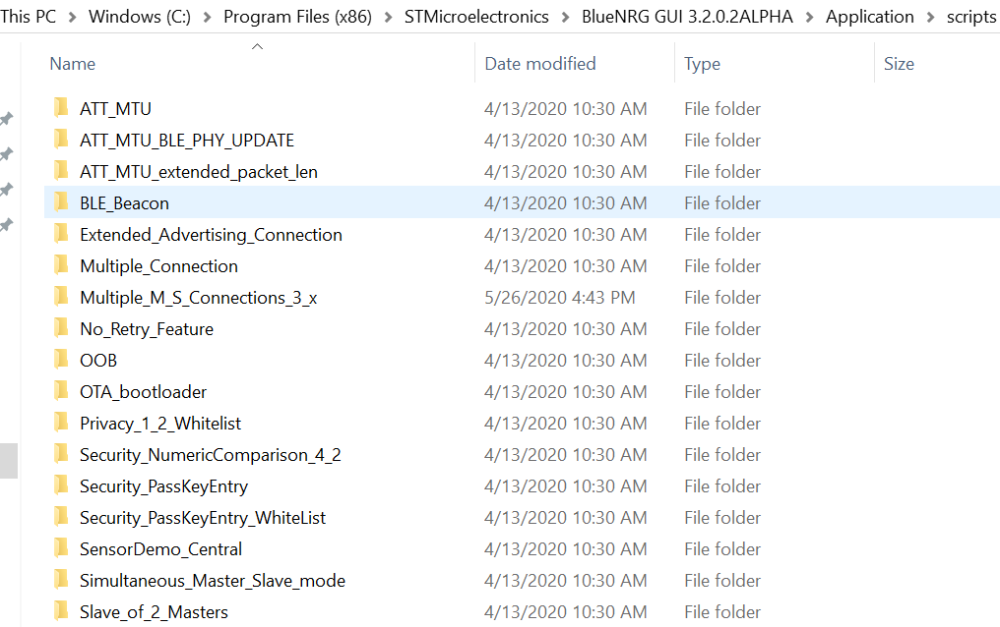 This PC > Windows (C:) > Program Files (x86) > STMicroelectronics > BlueNRG GUI 3.2.0.2ALPHA > Application > scripts
Name Date modified Type Size
ATT_MTU 4/13/2020 10:30 AM File folder
ATT_MTU_BLE_PHY_UPDATE 4/13/2020 10:30 AM File folder
ATT_MTU_extended_packet_len 4/13/2020 10:30 AM File folder
BLE_Beacon 4/13/2020 10:30 AM File folder
Extended_Advertising_Connection 4/13/2020 10:30 AM File folder
Multiple_Connection 4/13/2020 10:30 AM File folder
Multiple_M_S_Connections_3_x 5/26/2020 4:43 PM File folder
No_Retry_Feature 4/13/2020 10:30 AM File folder
OOB 4/13/2020 10:30 AM File folder
OTA_bootloader 4/13/2020 10:30 AM File folder
Privacy_1_2_Whitelist 4/13/2020 10:30 AM File folder
Security_NumericComparison_4_2 4/13/2020 10:30 AM File folder
Security_PassKeyEntry 4/13/2020 10:30 AM File folder
Security_PassKeyEntry_WhiteList 4/13/2020 10:30 AM File folder
SensorDemo_Central 4/13/2020 10:30 AM File folder
Simultaneous_Master_Slave_mode 4/13/2020 10:30 AM File folder
Slave_of_2_Masters 4/13/2020 10:30 AM File folder